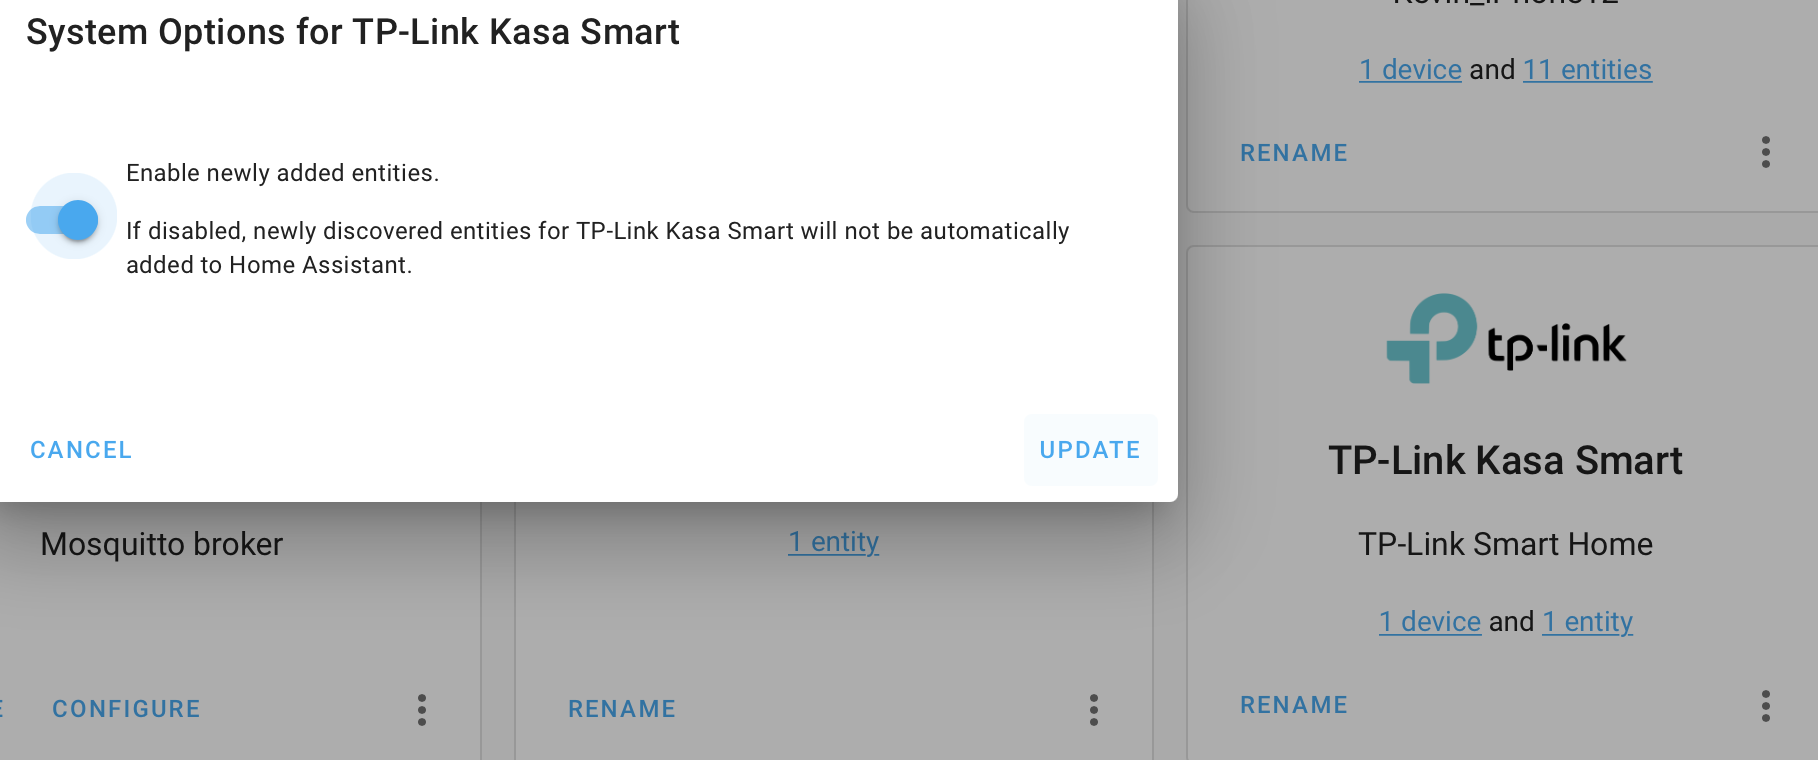 System Options for TP-Link Kasa Smart
Enable newly added entities.
If disabled, newly discovered entities for TP-Link Kasa Smart will not be automatically
added to Home Assistant.
CANCEL
UPDATE
1 device and 11 entities
RENAME
tp-link
TP-Link Kasa Smart
TP-Link Smart Home
1 device and 1 entity
RENAME
Mosquitto broker
CONFIGURE
1 entity
RENAME